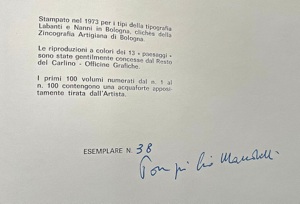 Stampato nel 1973 per i tipi della tipografia
Labanti e Nanni in Bologna, clichés della
Zincografia Artigiana di Bologna.
Le riproduzioni a colori dei 13 « paesaggi »
sono state gentilmente concesse dal Resto
del Carlino - Officine Grafiche.
I primi 100 volumi numerati dal n. 1 al
n. 100 contengono una acquaforte apposi
tamente tirata dall'Artista.
ESEMPLARE N. 38
Pompilio Mandelli